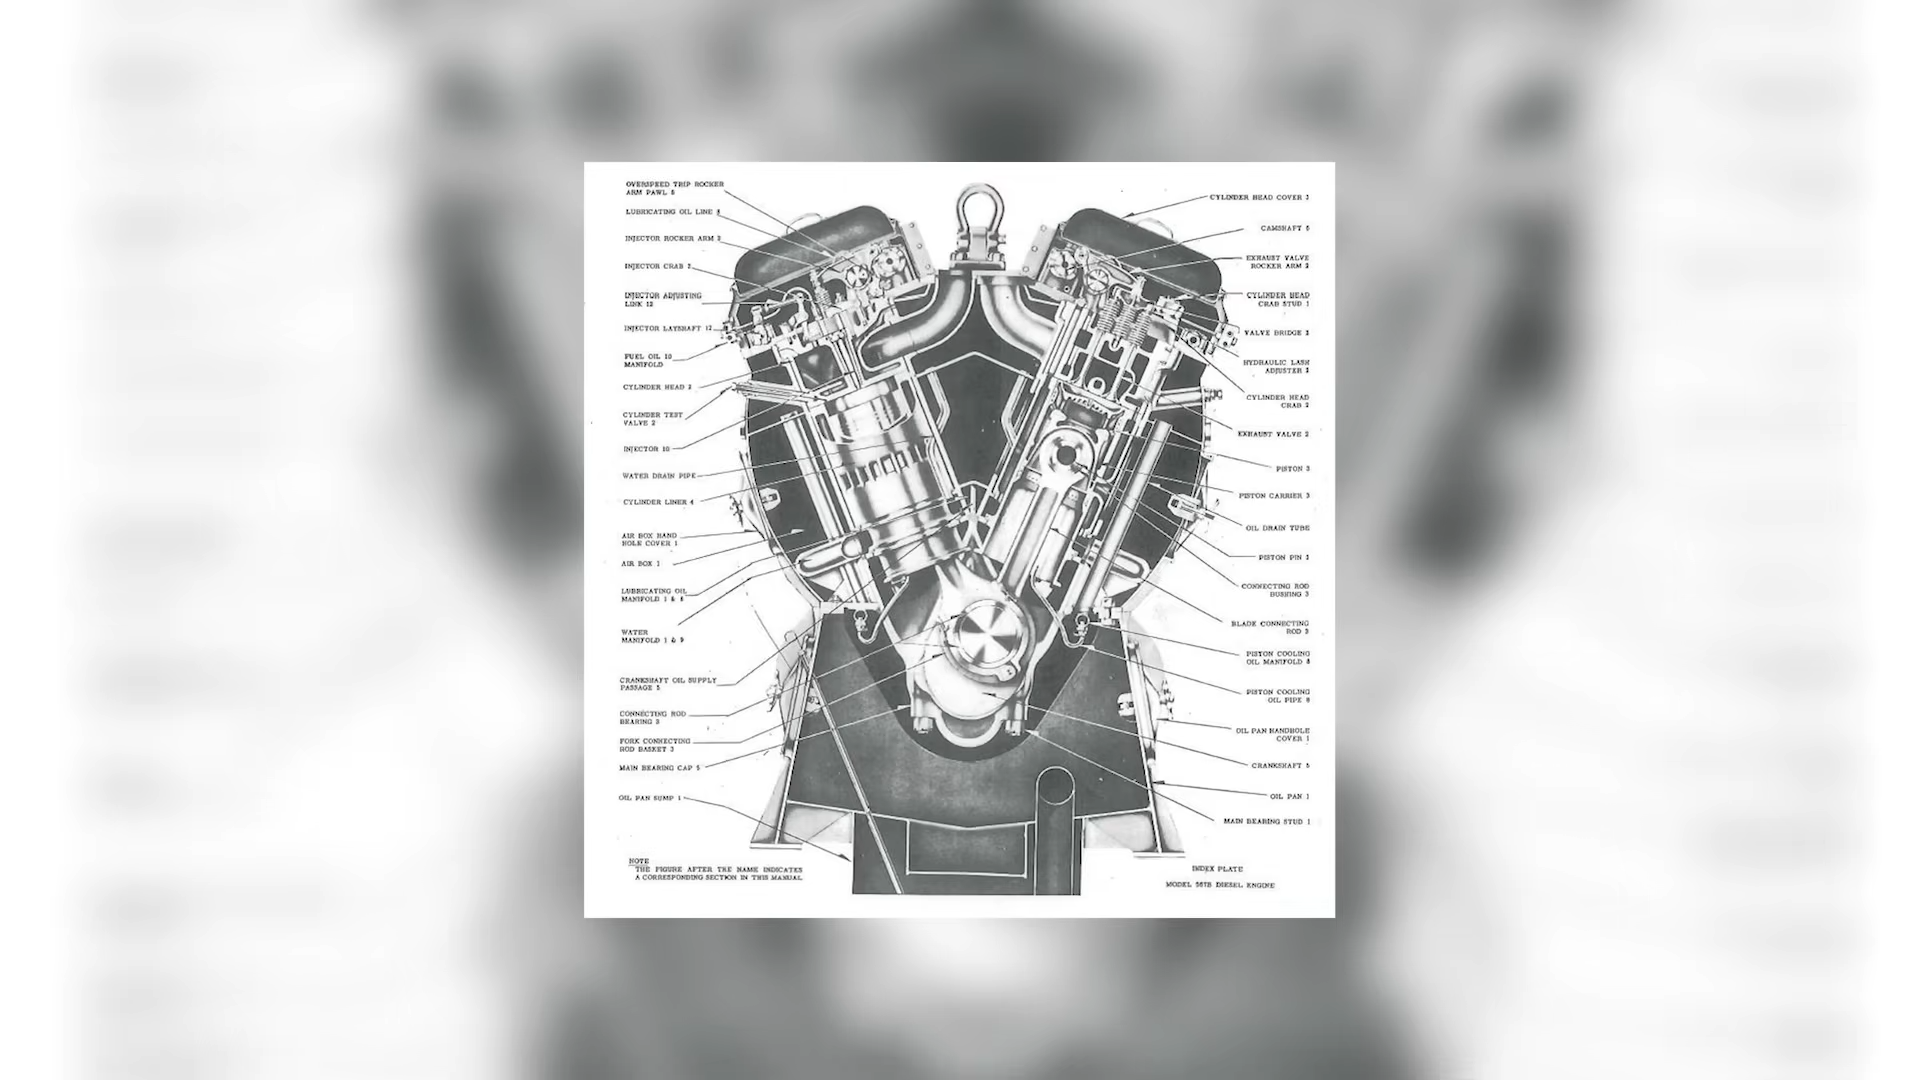 OVERSPEED TRIP ROCKER
ARM PAWL 5
LUBRICATING OIL LINE 8
INJECTOR ROCKER ARM 3
INJECTOR CRAB 2
INJECTOR ADJUSTING
LINK 12
INJECTOR LAYSHAFT 12
FUEL OIL 10
MANIFOLD
CYLINDER HEAD 2
CYLINDER TEST
VALVE 2
INJECTOR 10
WATER DRAIN PIPE
CYLINDER LINER 4
AIR BOX HAND
HOLE COVER 1
AIR BOX 1
LUBRICATING OIL
MANIFOLD 1 & 8
WATER
MANIFOLD 1 & 9
CRANKSHAFT OIL SUPPLY
PASSAGE 5
CONNECTING ROD
BEARING 3
FORK CONNECTING
ROD BASKET 3
MAIN BEARING CAP 5
OIL PAN SUMP 1
CYLINDER HEAD COVER 2
CAMSHAFT 6
EXHAUST VALVE
ROCKER ARM 2
CYLINDER HEAD
CRAB STUD 1
VALVE BRIDGE 2
HYDRAULIC LASH
ADJUSTER 2
CYLINDER HEAD
CRAB 2
EXHAUST VALVE 2
PISTON 3
PISTON CARRIER 3
OIL DRAIN TUBE
PISTON PIN 3
CONNECTING ROD
BUSHING 3
BLADE CONNECTING
ROD 3
PISTON COOLING
OIL MANIFOLD 8
PISTON COOLING
OIL PIPE 8
OIL PAN HANDHOLE
COVER 1
CRANKSHAFT 5
OIL PAN 1
MAIN BEARING STUD 1
NOTE
THE FIGURE AFTER THE NAME INDICATES
A CORRESPONDING SECTION IN THIS MANUAL
INDEX PLATE
MODEL 567B DIESEL ENGINE